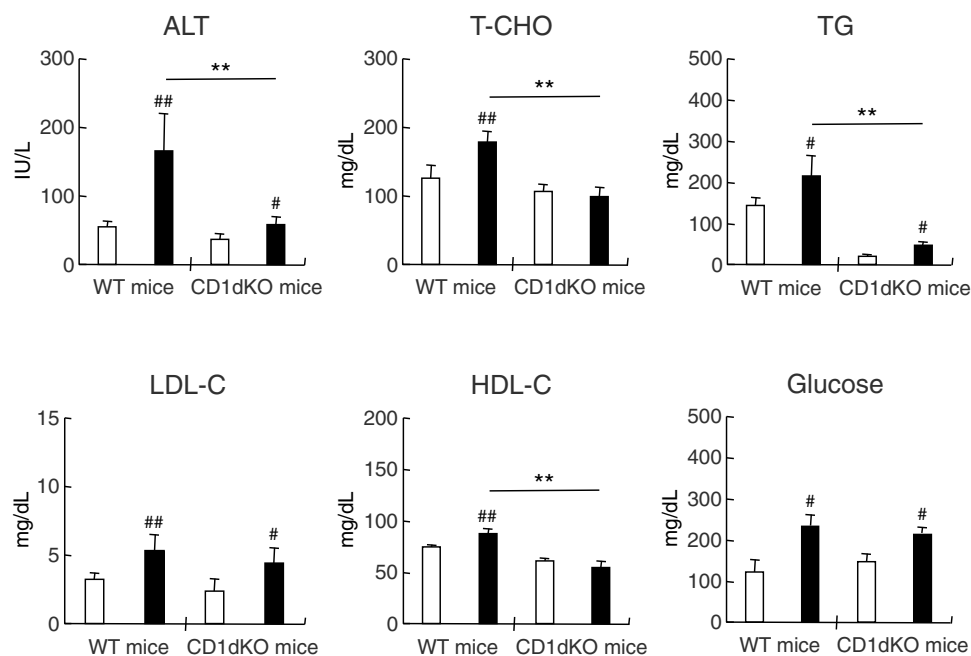 ALT
300
200
100
0
IU/L
##
**
#
WT mice
CD1dKO mice
T-CHO
300
200
100
0
mg/dL
##
**
WT mice
CD1dKO mice
TG
500
400
300
200
100
0
mg/dL
#
**
#
WT mice
CD1dKO mice
LDL-C
15
10
5
0
mg/dL
##
#
WT mice
CD1dKO mice
HDL-C
200
150
100
50
0
mg/dL
##
**
WT mice
CD1dKO mice
Glucose
500
400
300
200
100
0
mg/dL
#
#
WT mice
CD1dKO mice